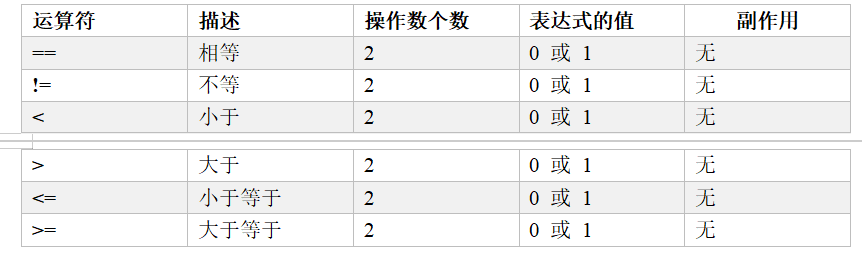 运算符 描述 操作数个数 表达式的值 副作用
== 相等 2 0 或 1 无
!= 不等 2 0 或 1 无
< 小于 2 0 或 1 无
> 大于 2 0 或 1 无
<= 小于等于 2 0 或 1 无
>= 大于等于 2 0 或 1 无